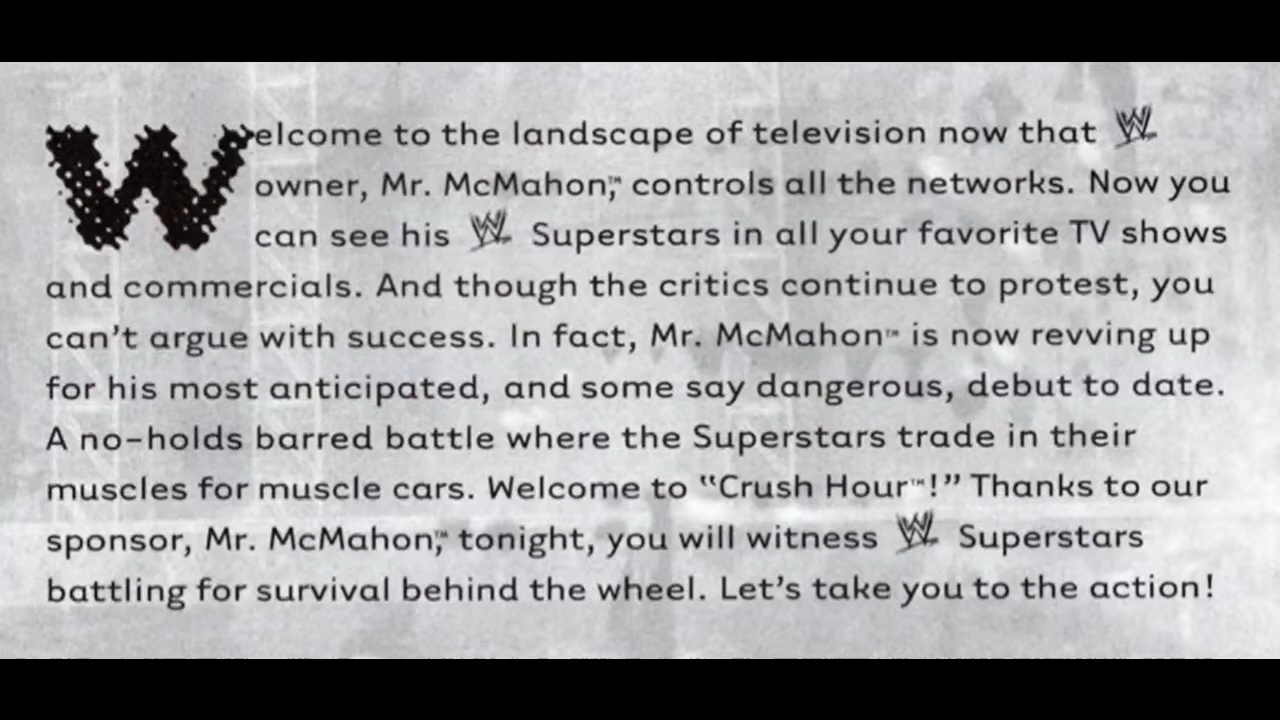 Welcome to the landscape of television now that W
owner, Mr. McMahon,™ controls all the networks. Now you
can see his W Superstars in all your favorite TV shows
and commercials. And though the critics continue to protest, you
can't argue with success. In fact, Mr. McMahon™ is now revving up
for his most anticipated, and some say dangerous, debut to date.
A no-holds barred battle where the Superstars trade in their
muscles for muscle cars. Welcome to “Crush Hour™!” Thanks to our
sponsor, Mr. McMahon,™ tonight, you will witness W Superstars
battling for survival behind the wheel. Let's take you to the action!